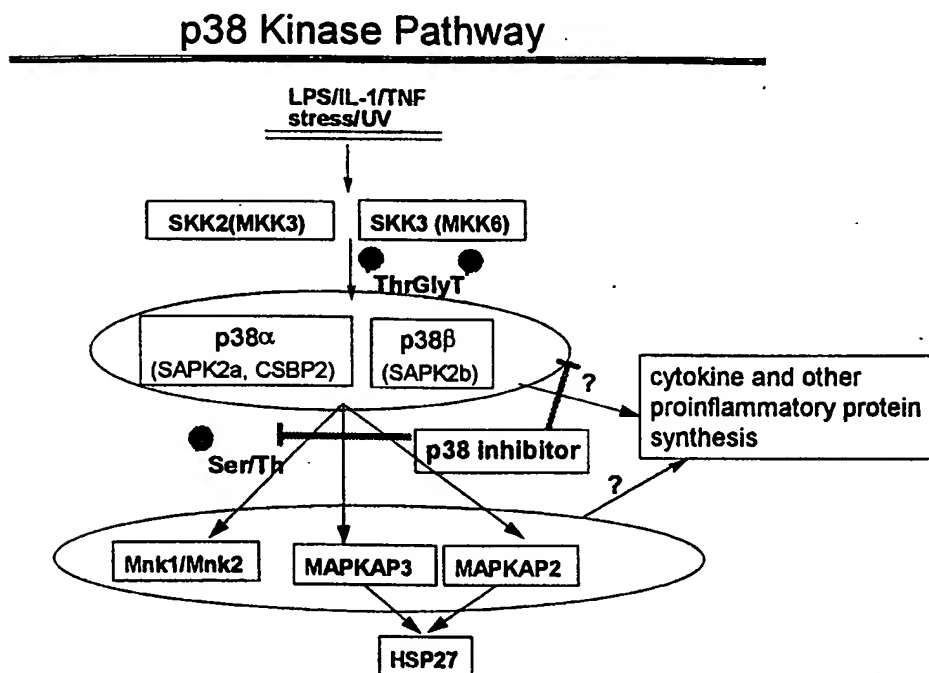 p38 Kinase Pathway
LPS/IL-1/TNF
stress/UV
SKK2(MKK3)
SKK3 (MKK6)
ThrGlyT
p38α
(SAPK2a, CSBP2)
p38β
(SAPK2b)
?
cytokine and other
proinflammatory protein
synthesis
p38 inhibitor
Ser/Th
?
Mnk1/Mnk2
MAPKAP3
MAPKAP2
HSP27